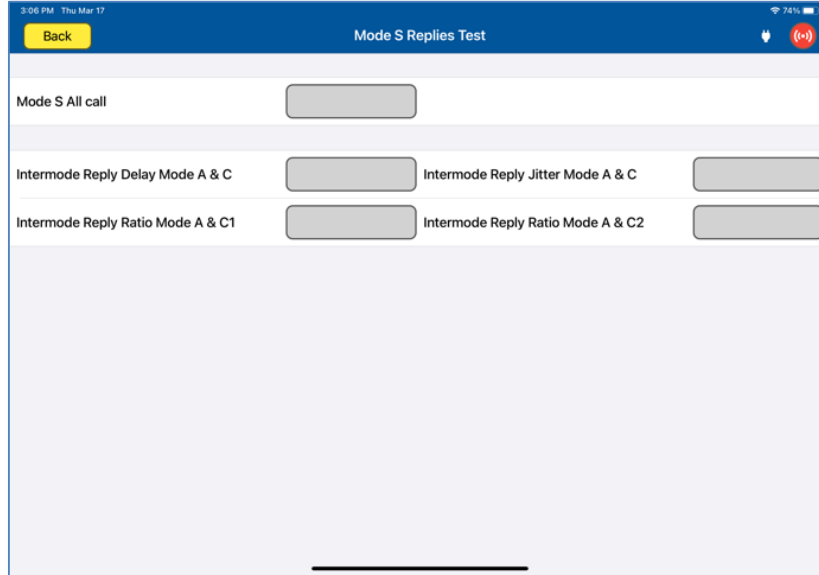 3:06 PM Thu Mar 17 74%
Back Mode S Replies Test
Mode S All call
Intermode Reply Delay Mode A & C Intermode Reply Jitter Mode A & C
Intermode Reply Ratio Mode A & C1 Intermode Reply Ratio Mode A & C2